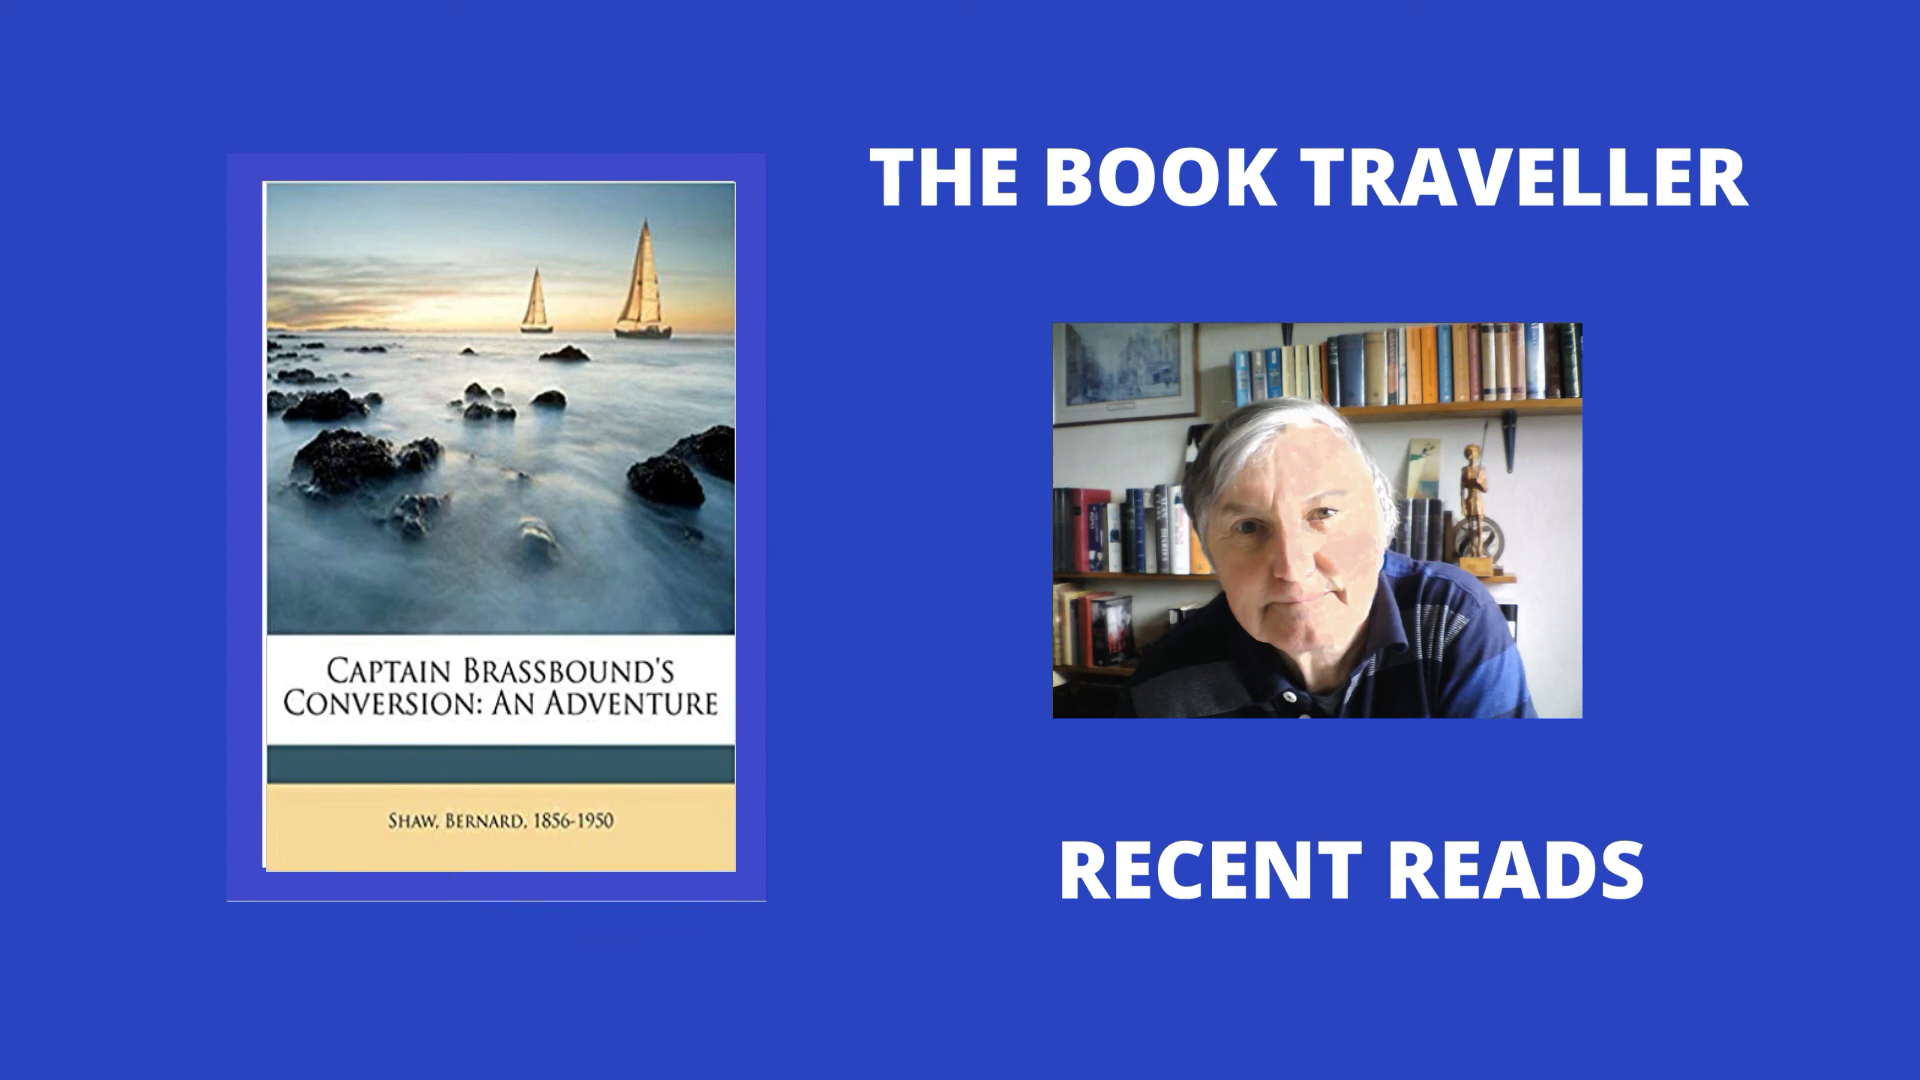 THE BOOK TRAVELLER
CAPTAIN BRASSBOUND'S
CONVERSION: AN ADVENTURE
SHAW, BERNARD, 1856-1950
RECENT READS